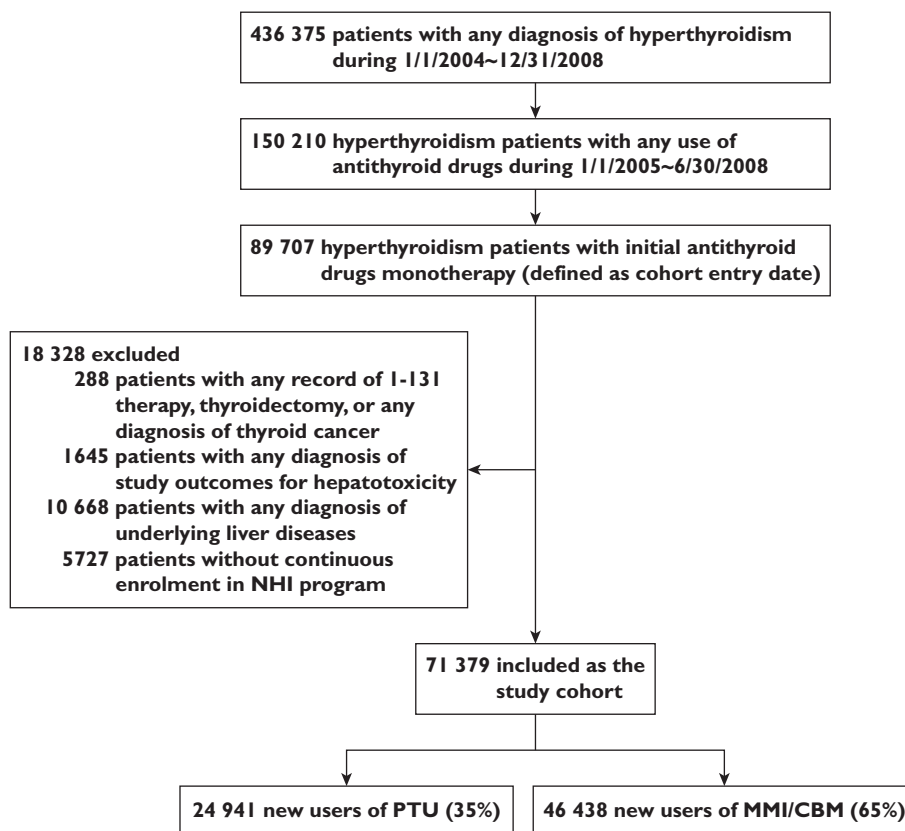 436 375 patients with any diagnosis of hyperthyroidism
during 1/1/2004~12/31/2008
150 210 hyperthyroidism patients with any use of
antithyroid drugs during 1/1/2005~6/30/2008
89 707 hyperthyroidism patients with initial antithyroid
drugs monotherapy (defined as cohort entry date)
18 328 excluded
288 patients with any record of 1-131
therapy, thyroidectomy, or any
diagnosis of thyroid cancer
1645 patients with any diagnosis of
study outcomes for hepatotoxicity
10 668 patients with any diagnosis of
underlying liver diseases
5727 patients without continuous
enrolment in NHI program
71 379 included as the
study cohort
24 941 new users of PTU (35%)
46 438 new users of MMI/CBM (65%)